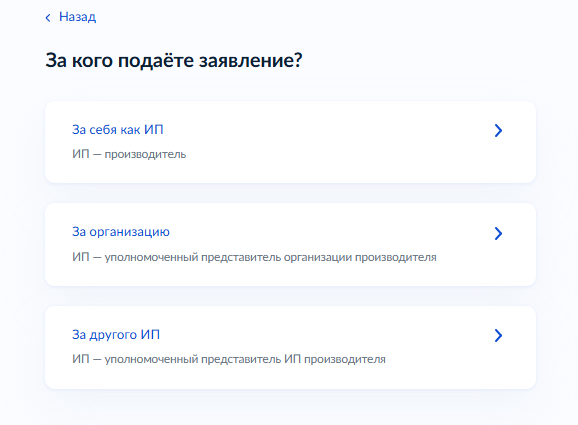 Назад
За кого подаёте заявление?
За себя как ИП
ИП — производитель
За организацию
ИП — уполномоченный представитель организации производителя
За другого ИП
ИП — уполномоченный представитель ИП производителя